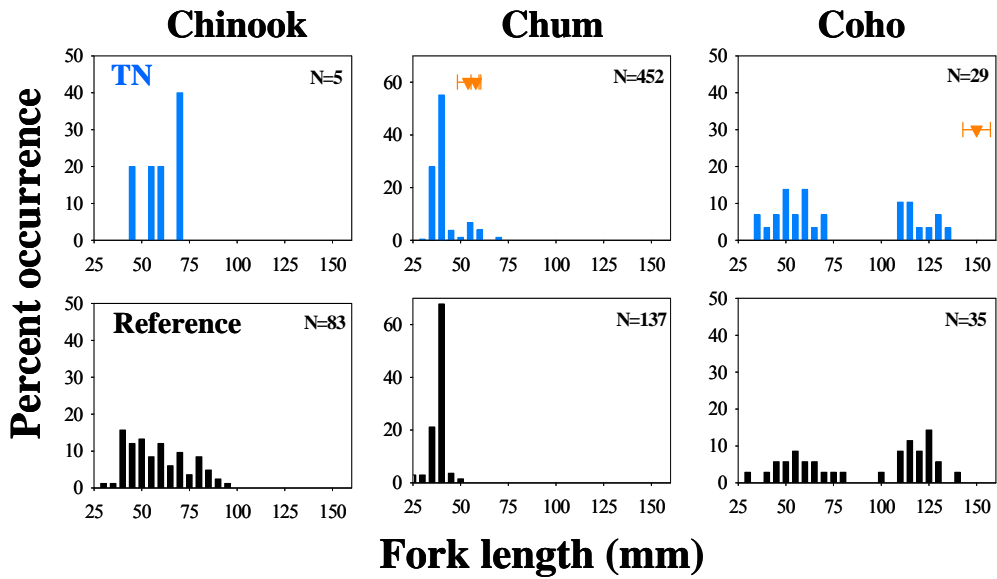 Chinook Chum Coho
50 TN N=5 60 N=452 50 N=29
40 40
30 40 30
20 20
10 20 10
0 0 0
25 50 75 100 125 150 25 50 75 100 125 150 25 50 75 100 125 150
Percent occurrence
50 Reference N=83 60 N=137 50 N=35
40 40
30 40 30
20 20
10 20 10
0 0 0
25 50 75 100 125 150 25 50 75 100 125 150 25 50 75 100 125 150
Fork length (mm)